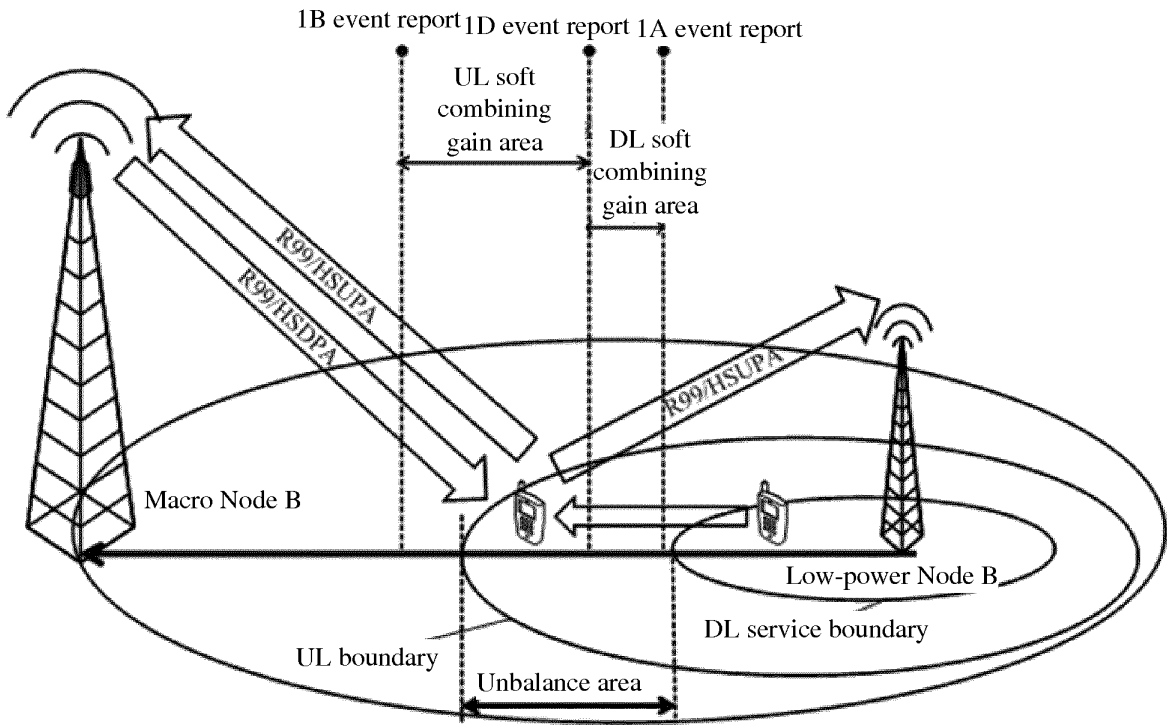 1B event report
1D event report
1A event report
UL soft
combining
gain area
DL soft
combining
gain area
R99/HSUPA
R99/HSDPA
R99/HSUPA
Macro Node B
Low-power Node B
DL service boundary
UL boundary
Unbalance area